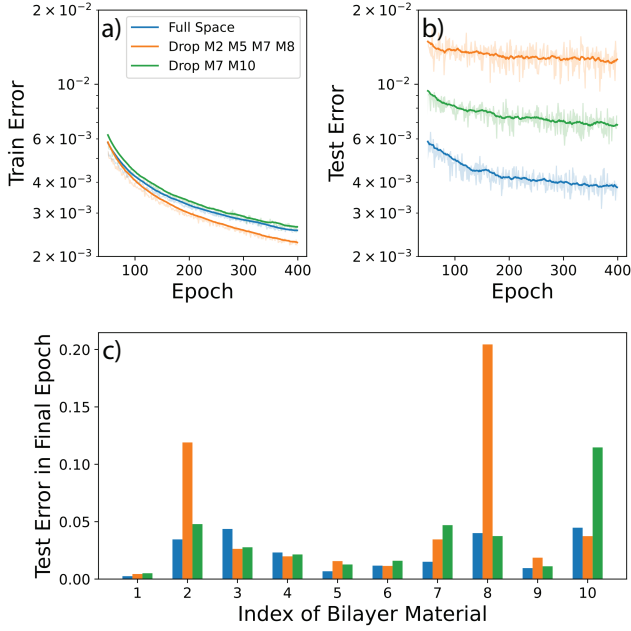 a)
Full Space
Drop M2 M5 M7 M8
Drop M7 M10
Train Error
2 × 10⁻²
10⁻²
6 × 10⁻³
4 × 10⁻³
3 × 10⁻³
2 × 10⁻³
100 200 300 400
Epoch
b)
Test Error
2 × 10⁻²
10⁻²
6 × 10⁻³
4 × 10⁻³
3 × 10⁻³
2 × 10⁻³
100 200 300 400
Epoch
c)
Test Error in Final Epoch
0.20
0.15
0.10
0.05
0.00
1 2 3 4 5 6 7 8 9 10
Index of Bilayer Material